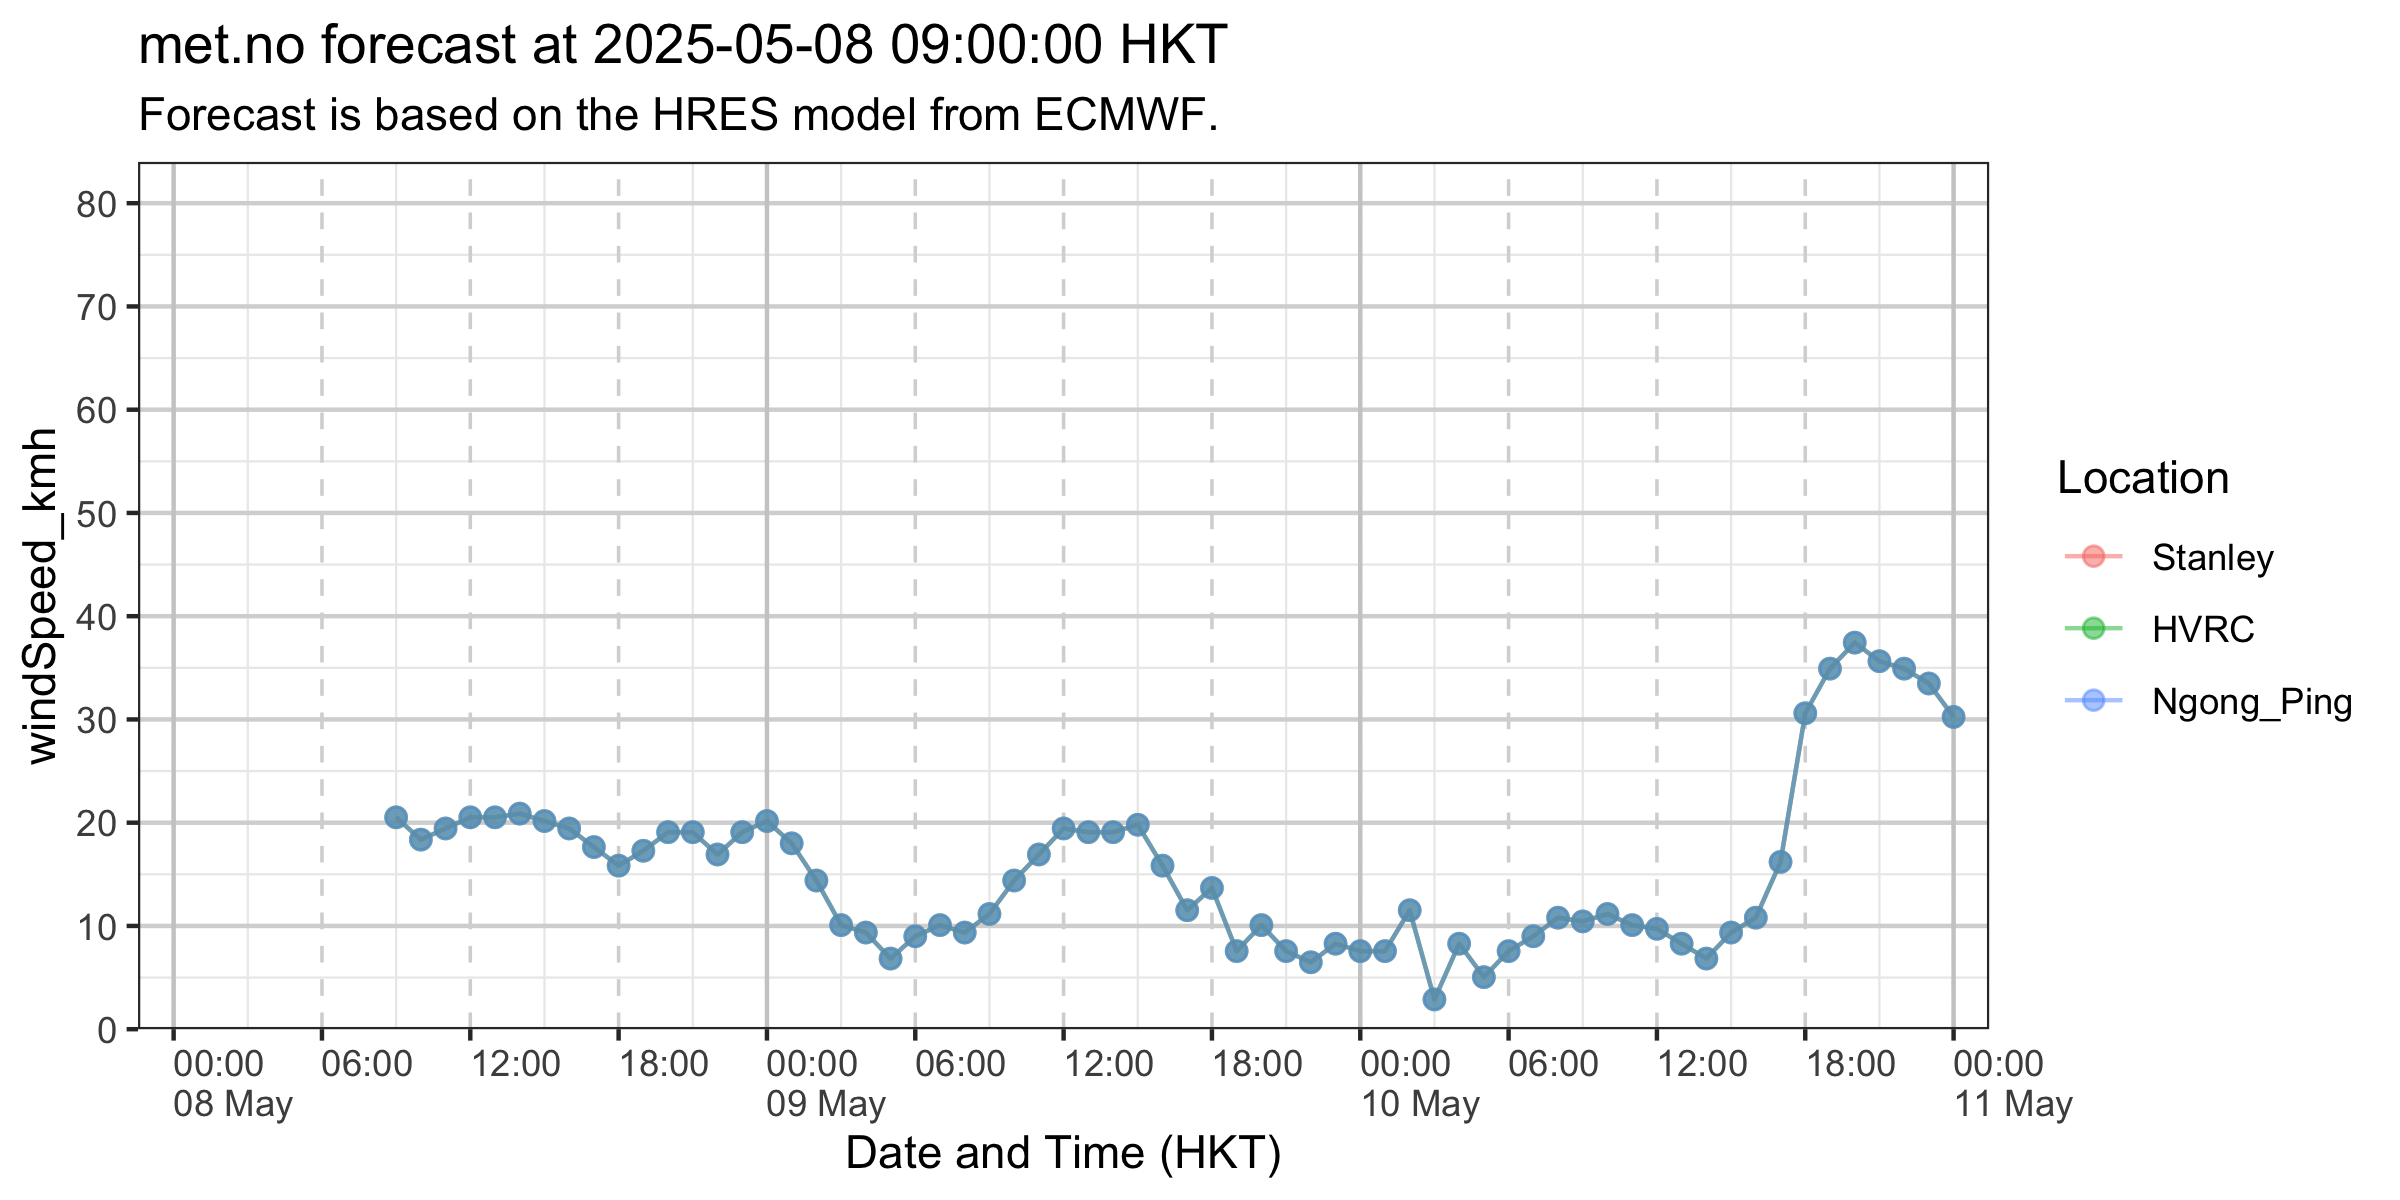 met.no forecast at 2025-05-08 09:00:00 HKT
Forecast is based on the HRES model from ECMWF.
windSpeed_kmh
80
70
60
50
40
30
20
10
0
00:00 06:00 12:00 18:00 00:00 06:00 12:00 18:00 00:00 06:00 12:00 18:00 00:00
08 May 09 May 10 May 11 May
Date and Time (HKT)
Location
Stanley
HVRC
Ngong_Ping